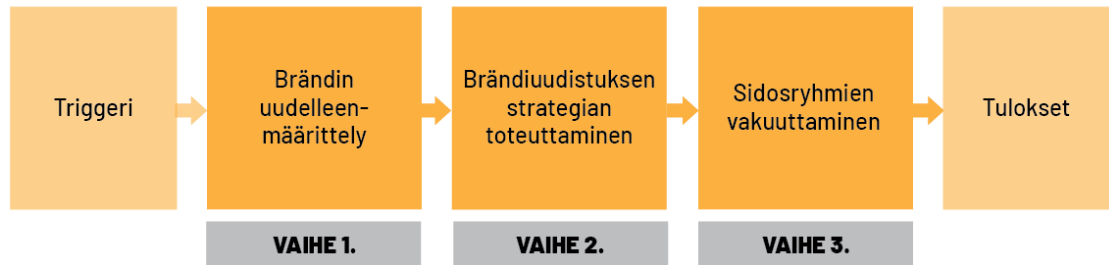 Triggeri
Brändin
uudelleen-
määrittely
Brändiuudistuksen
strategian
toteuttaminen
Sidosryhmien
vakuuttaminen
Tulokset
VAIHE 1.
VAIHE 2.
VAIHE 3.